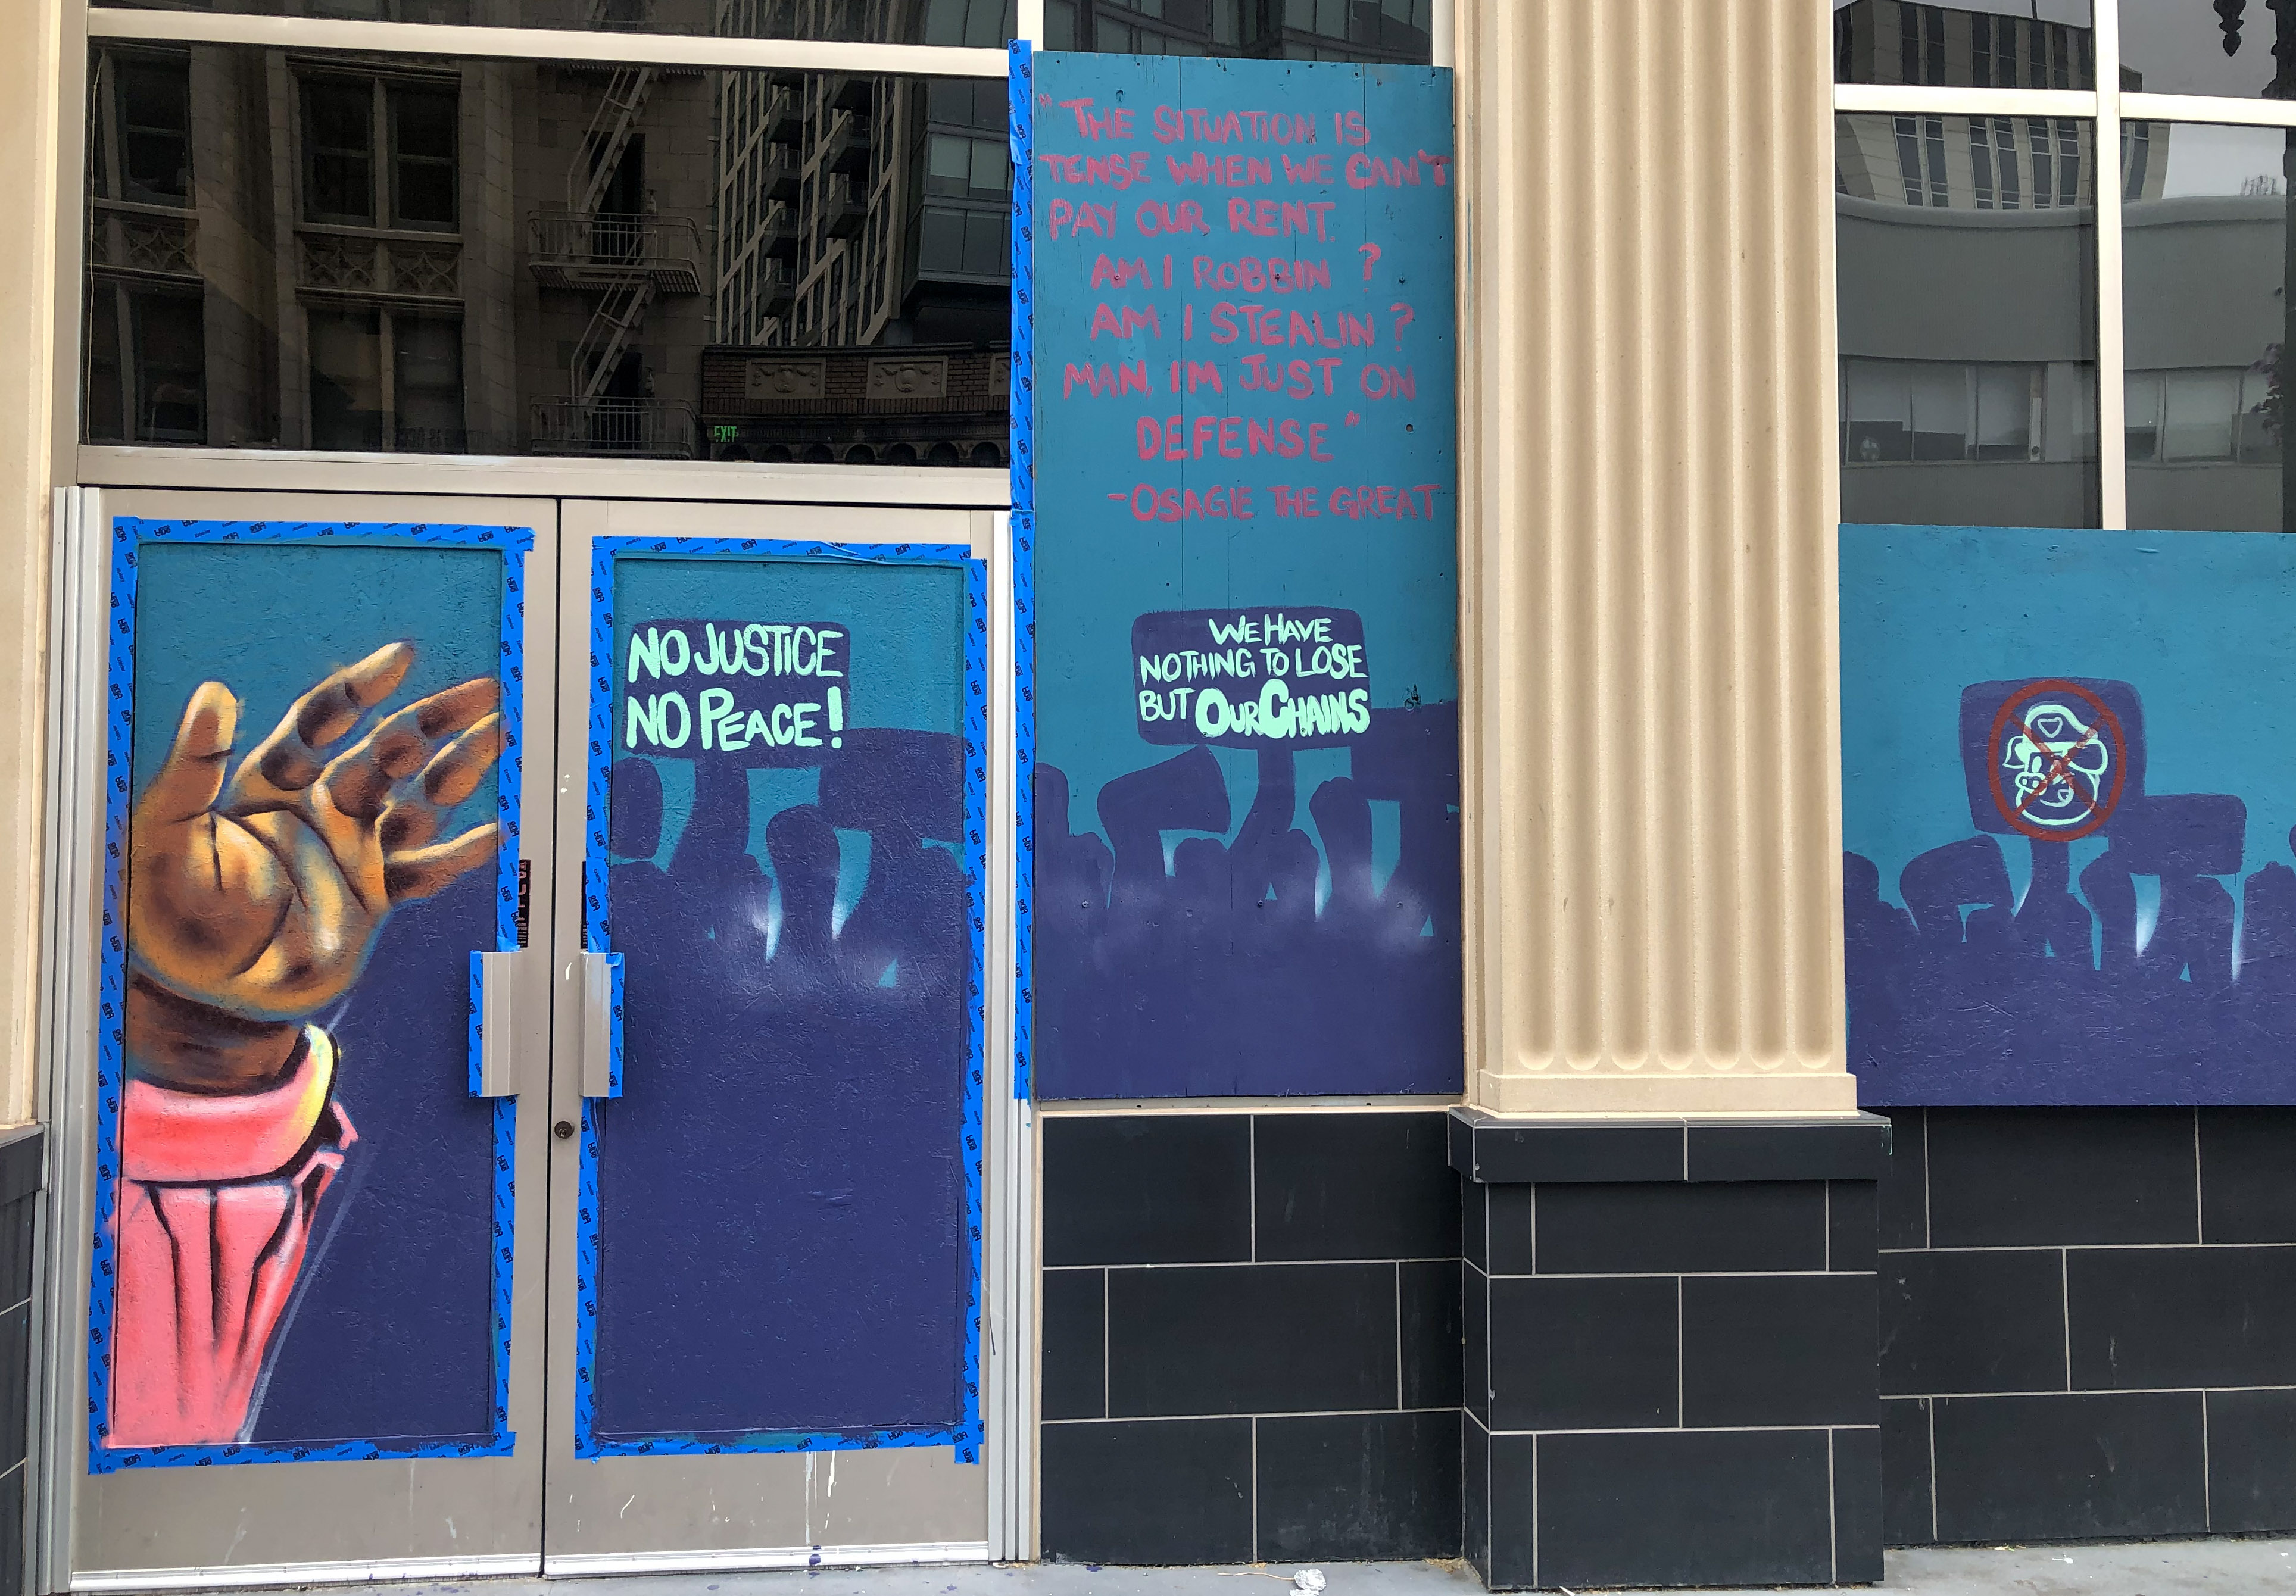 "THE SITUATION IS
TENSE WHEN WE CAN'T
PAY OUR RENT.
AM I ROBBIN ?
AM I STEALIN ?
MAN, I'M JUST ON
DEFENSE"
-OSAGIE THE GREAT
EXIT
NO JUSTICE
NO PEACE!
WE HAVE
NOTHING TO LOSE
BUT OUR CHAINS